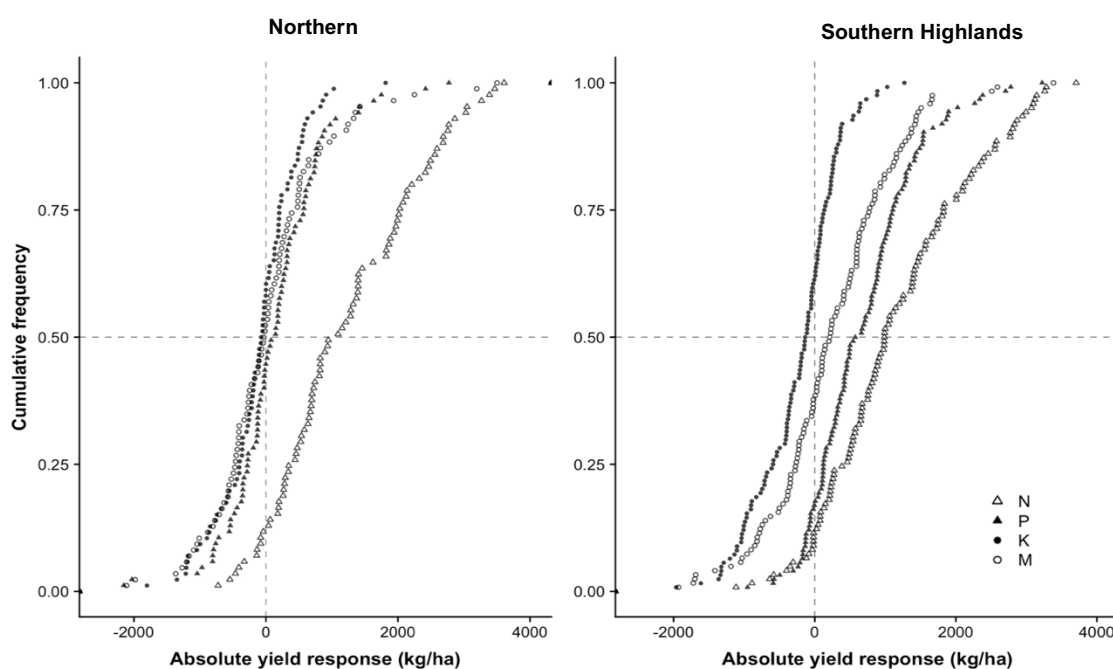 Northern
Southern Highlands
Cumulative frequency
1.00
0.75
0.50
0.25
0.00
1.00
0.75
0.50
0.25
0.00
N
P
K
M
-2000 0 2000 4000
-2000 0 2000 4000
Absolute yield response (kg/ha)
Absolute yield response (kg/ha)